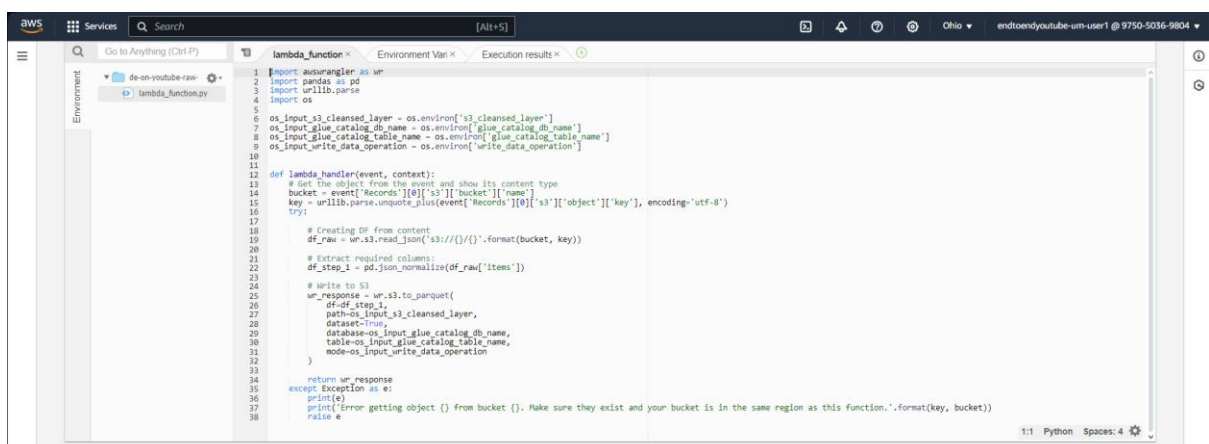 aws Services Search [Alt+S] Ohio endtoendyoutube-um-user1 @ 9750-5036-9804
Go to Anything (Ctrl-P) lambda_function × Environment Vari × Execution results ×
Environment
de-on-youtube-raw-
lambda_function.py
1 import awswrangler as wr
2 import pandas as pd
3 import urllib.parse
4 import os
5
6 os_input_s3_cleansed_layer = os.environ['s3_cleansed_layer']
7 os_input_glue_catalog_db_name = os.environ['glue_catalog_db_name']
8 os_input_glue_catalog_table_name = os.environ['glue_catalog_table_name']
9 os_input_write_data_operation = os.environ['write_data_operation']
10
11
12 def lambda_handler(event, context):
13 # Get the object from the event and show its content type
14 bucket = event['Records'][0]['s3']['bucket']['name']
15 key = urllib.parse.unquote_plus(event['Records'][0]['s3']['object']['key'], encoding='utf-8')
16 try:
17
18 # Creating DF from content
19 df_raw = wr.s3.read_json('s3://{}/{}'.format(bucket, key))
20
21 # Extract required columns:
22 df_step_1 = pd.json_normalize(df_raw['items'])
23
24 # Write to S3
25 wr_response = wr.s3.to_parquet(
26 df=df_step_1,
27 path=os_input_s3_cleansed_layer,
28 dataset=True,
29 database=os_input_glue_catalog_db_name,
30 table=os_input_glue_catalog_table_name,
31 mode=os_input_write_data_operation
32 )
33
34 return wr_response
35 except Exception as e:
36 print(e)
37 print('Error getting object {} from bucket {}. Make sure they exist and your bucket is in the same region as this function.'.format(key, bucket))
38 raise e
1:1 Python Spaces: 4